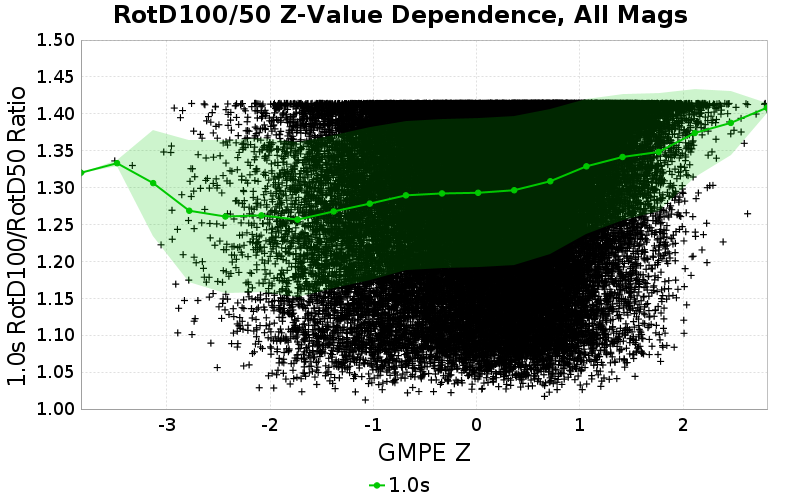 RotD100/50 Z-Value Dependence, All Mags
1.0s RotD100/RotD50 Ratio
1.50
1.45
1.40
1.35
1.30
1.25
1.20
1.15
1.10
1.05
1.00
-3 -2 -1 0 1 2
GMPE Z
1.0s